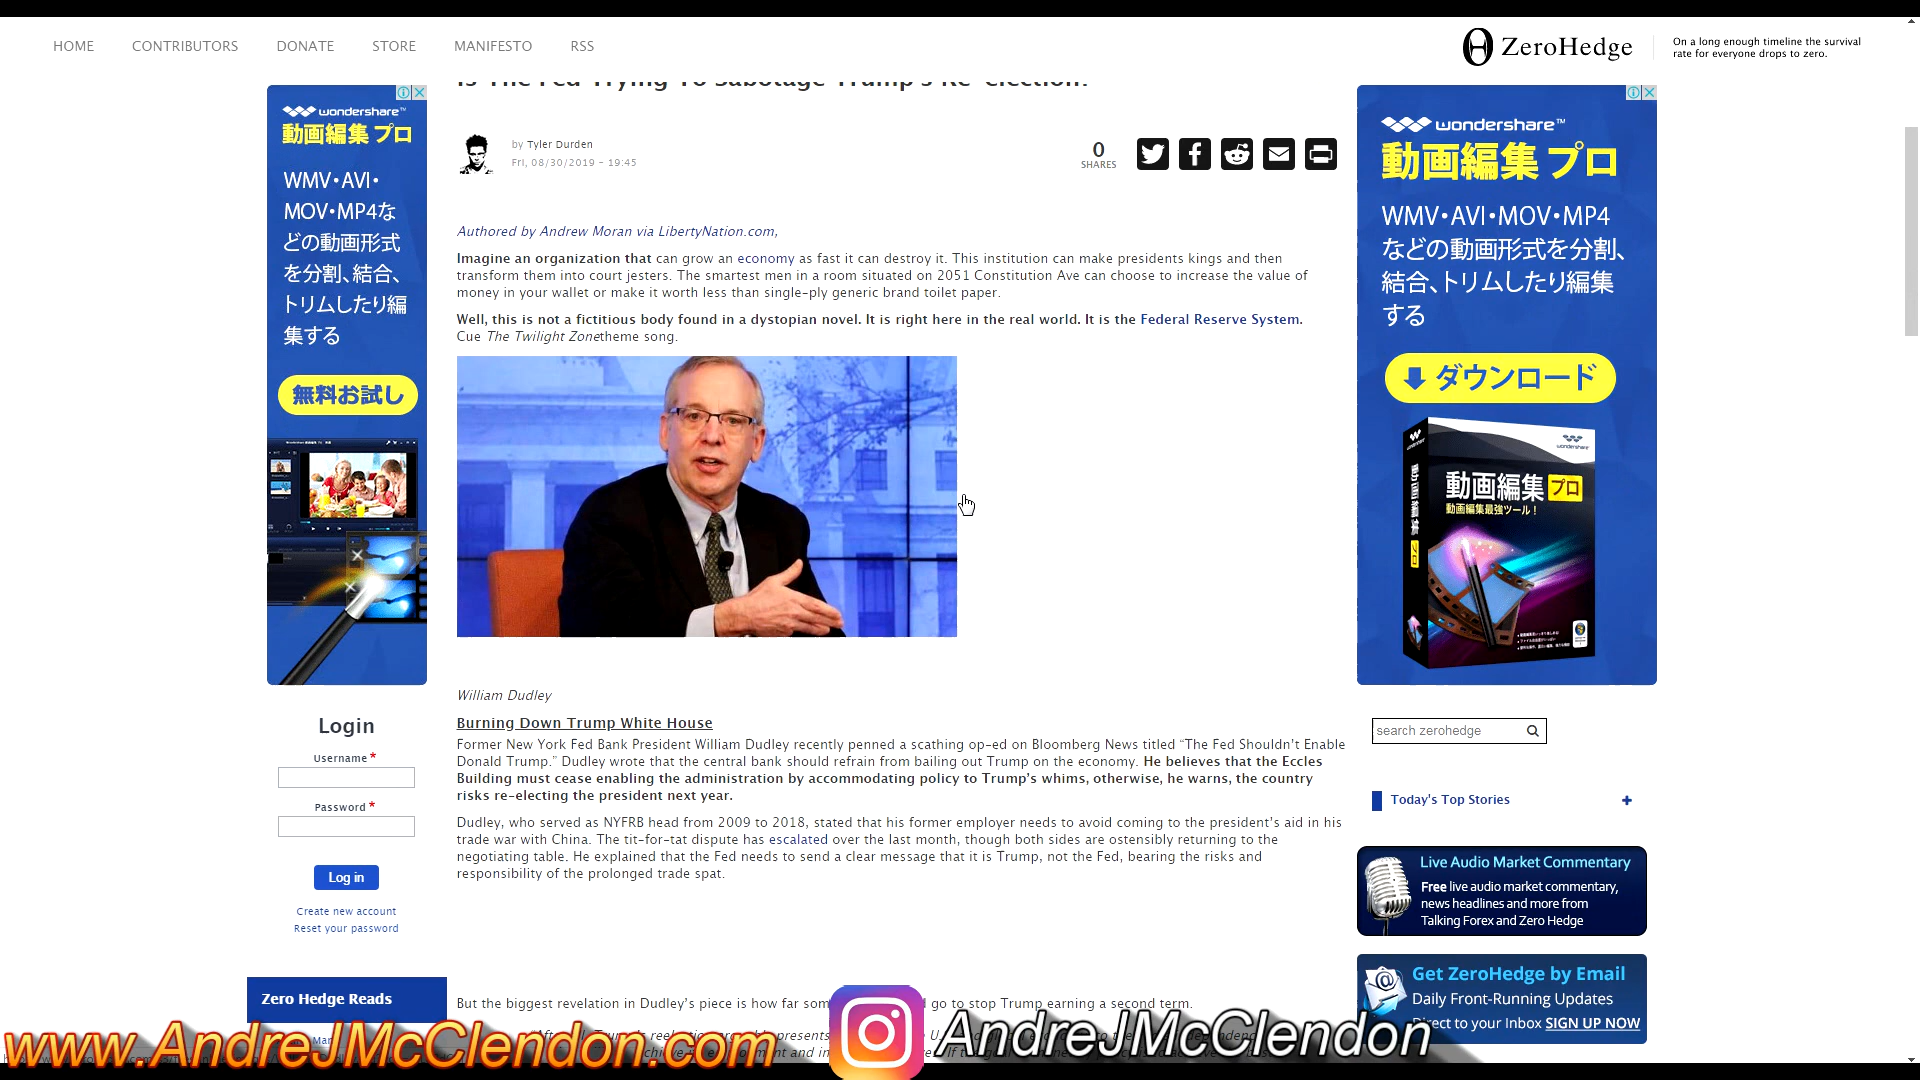 HOME CONTRIBUTORS DONATE STORE MANIFESTO RSS
ZeroHedge
On a long enough timeline the survival
rate for everyone drops to zero.
Is The Fed Trying To Sabotage Trump's Re-election?
by Tyler Durden
Fri, 08/30/2019 - 19:45
0
SHARES
Authored by Andrew Moran via LibertyNation.com,
Imagine an organization that can grow an economy as fast it can destroy it. This institution can make presidents kings and then
transform them into court jesters. The smartest men in a room situated on 2051 Constitution Ave can choose to increase the value of
money in your wallet or make it worth less than single-ply generic brand toilet paper.
Well, this is not a fictitious body found in a dystopian novel. It is right here in the real world. It is the Federal Reserve System.
Cue The Twilight Zonetheme song.
William Dudley
Burning Down Trump White House
Former New York Fed Bank President William Dudley recently penned a scathing op-ed on Bloomberg News titled “The Fed Shouldn’t Enable
Donald Trump.” Dudley wrote that the central bank should refrain from bailing out Trump on the economy. He believes that the Eccles
Building must cease enabling the administration by accommodating policy to Trump’s whims, otherwise, he warns, the country
risks re-electing the president next year.
Dudley, who served as NYFRB head from 2009 to 2018, stated that his former employer needs to avoid coming to the president’s aid in his
trade war with China. The tit-for-tat dispute has escalated over the last month, though both sides are ostensibly returning to the
negotiating table. He explained that the Fed needs to send a clear message that it is Trump, not the Fed, bearing the risks and
responsibility of the prolonged trade spat.
But the biggest revelation in Dudley’s piece is how far som go to stop Trump earning a second term.
wondershare™
動画編集 プロ
WMV・AVI・
MOV・MP4な
どの動画形式
を分割、結合、
トリムしたり編
集する
無料お試し
Login
Username *
Password *
Log in
Create new account
Reset your password
Zero Hedge Reads
wondershare™
動画編集 プロ
WMV・AVI・MOV・MP4
などの動画形式を分割、
結合、トリムしたり編集
する
ダウンロード
wondershare
動画編集 プロ
動画編集最強ツール！
search zerohedge
Today's Top Stories
Live Audio Market Commentary
Free live audio market commentary,
news headlines and more from
Talking Forex and Zero Hedge
Get ZeroHedge by Email
Daily Front-Running Updates
Direct to your Inbox SIGN UP NOW
www.AndreJMcClendon.com
AndreJMcClendon